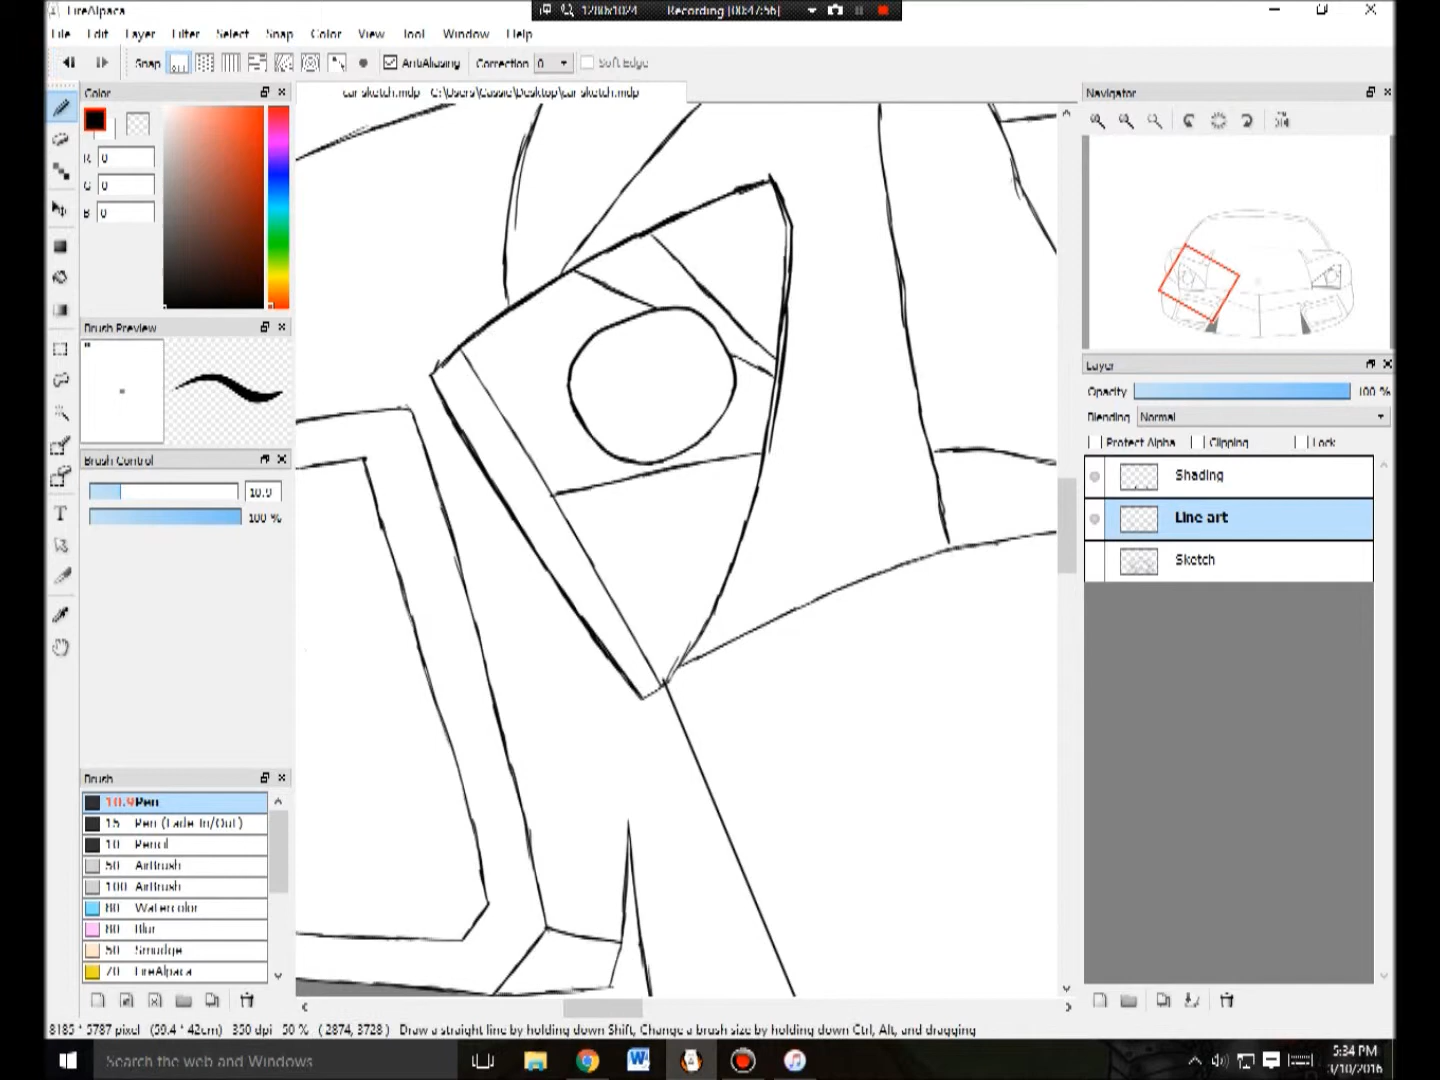 FireAlpaca
1280x1024 Recording [00:47:56]
File Edit Layer Filter Select Snap Color View Tool Window Help
Snap AntiAliasing Correction 0 Soft Edge
Color
car sketch.mdp - C:\Users\Cassie\Desktop\car sketch.mdp
Navigator
R 0
G 0
B 0
Brush Preview
Layer
Opacity 100 %
Blending Normal
Protect Alpha Clipping Lock
Brush Control
Shading
10.9
100 %
Line art
Sketch
Brush
10.9 Pen
15 Pen (Fade In/Out)
10 Pencil
50 AirBrush
100 AirBrush
80 Watercolor
80 Blur
50 Smudge
70 FireAlpaca
8185 * 5787 pixel (59.4 * 42cm) 350 dpi 50 % ( 2874, 3728 ) Draw a straight line by holding down Shift, Change a brush size by holding down Ctrl, Alt, and dragging
Search the web and Windows
5:34 PM
3/10/2016